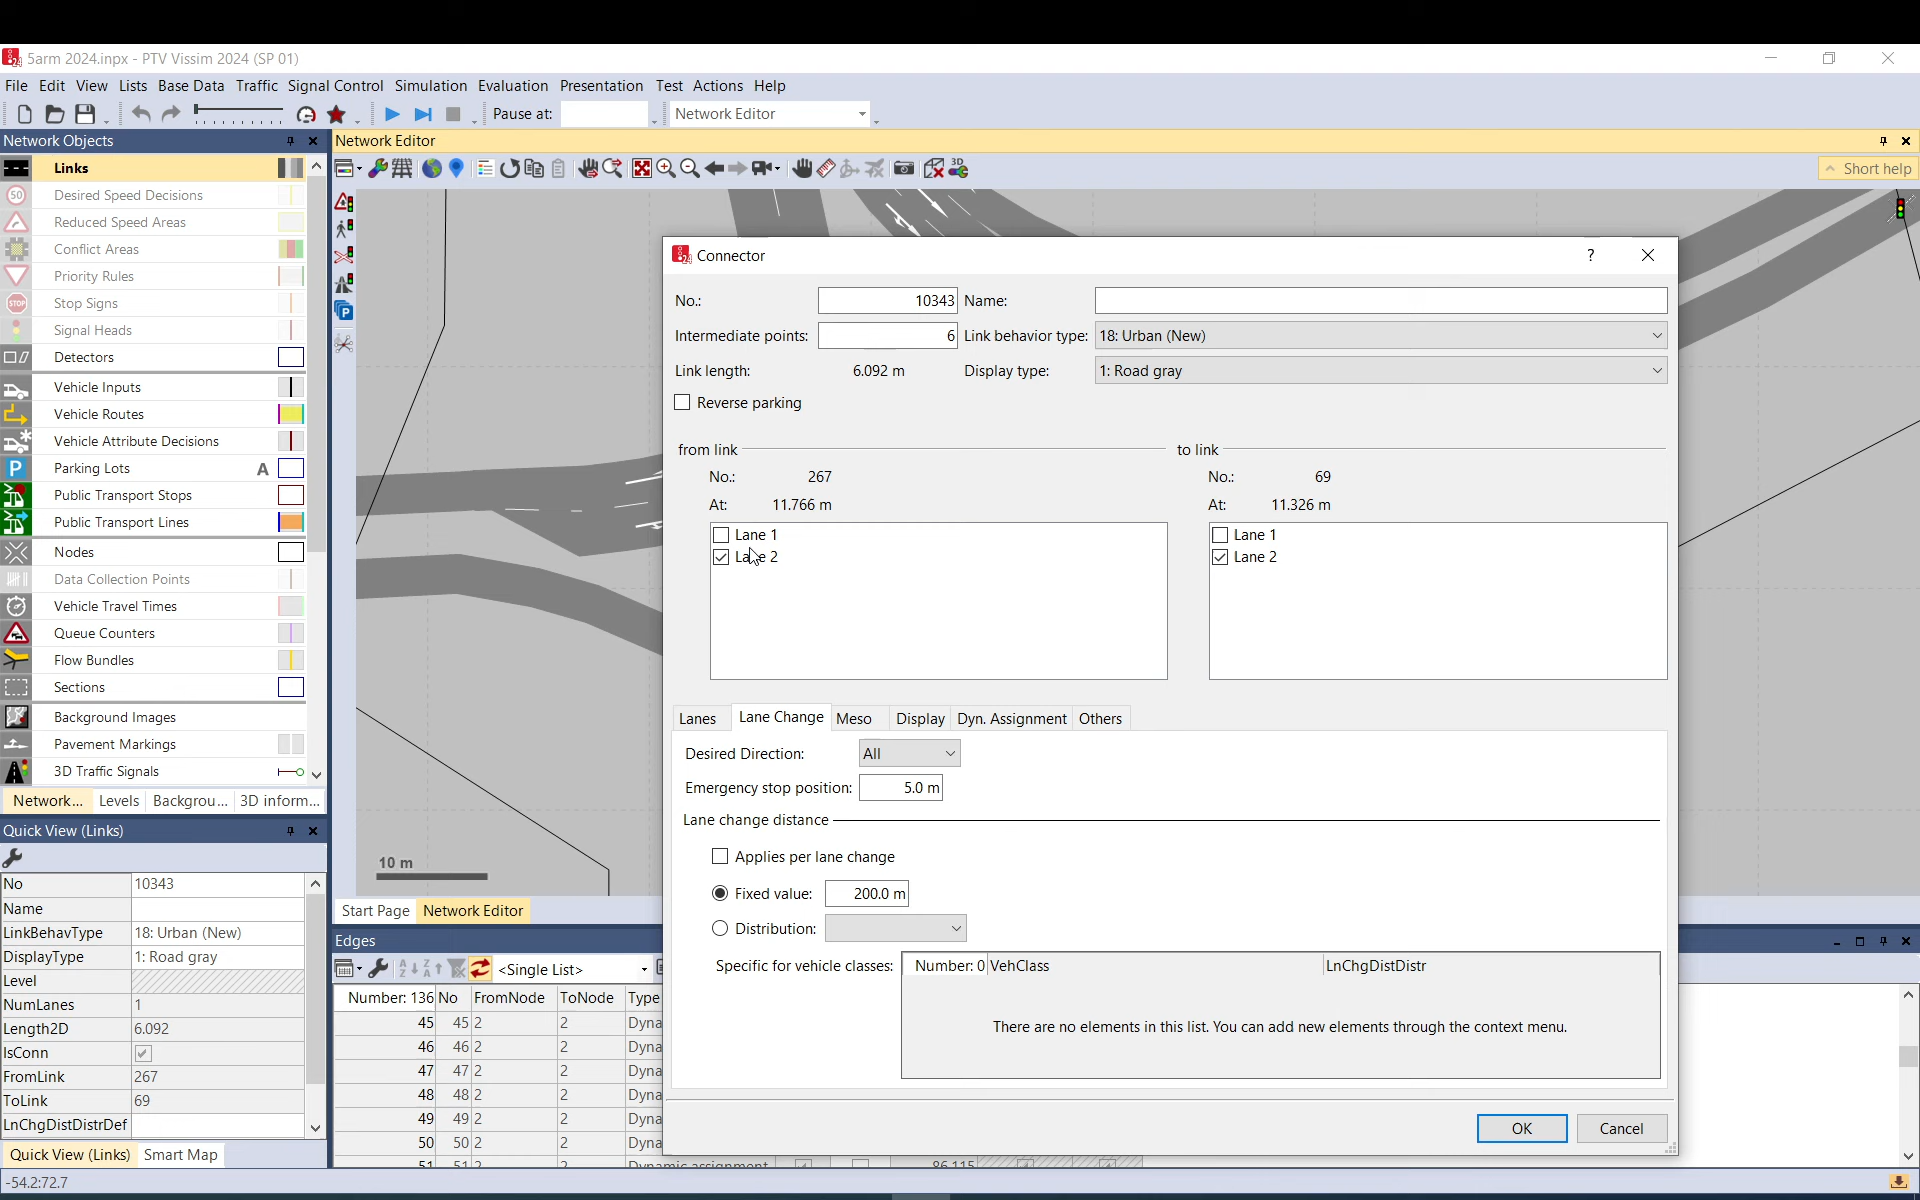 5arm 2024.inpx - PTV Vissim 2024 (SP 01)
File Edit View Lists Base Data Traffic Signal Control Simulation Evaluation Presentation Test Actions Help
Pause at: Network Editor
Network Objects
Network Editor
Short help
Links
50 Desired Speed Decisions
Reduced Speed Areas
Conflict Areas
Priority Rules
STOP Stop Signs
Signal Heads
Detectors
Vehicle Inputs
Vehicle Routes
Vehicle Attribute Decisions
P Parking Lots A
Public Transport Stops
Public Transport Lines
Nodes
Data Collection Points
Vehicle Travel Times
Queue Counters
Flow Bundles
Sections
Background Images
Pavement Markings
3D Traffic Signals
Network... Levels Backgrou... 3D inform...
Quick View (Links)
No 10343
Name
LinkBehavType 18: Urban (New)
DisplayType 1: Road gray
Level
NumLanes 1
Length2D 6.092
IsConn
FromLink 267
ToLink 69
LnChgDistDistrDef
Quick View (Links) Smart Map
-54.2:72.7
10 m
Start Page Network Editor
Edges
<Single List>
Number: 136 No FromNode ToNode Type
45 45 2 2 Dyna
46 46 2 2 Dyna
47 47 2 2 Dyna
48 48 2 2 Dyna
49 49 2 2 Dyna
50 50 2 2 Dyna
51 51 2 2 Dynamic assignment 86.115
Connector
No.: 10343 Name:
Intermediate points: 6 Link behavior type: 18: Urban (New)
Link length: 6.092 m Display type: 1: Road gray
Reverse parking
from link to link
No.: 267 No.: 69
At: 11.766 m At: 11.326 m
Lane 1 Lane 1
Lane 2 Lane 2
Lanes Lane Change Meso Display Dyn. Assignment Others
Desired Direction: All
Emergency stop position: 5.0 m
Lane change distance
Applies per lane change
Fixed value: 200.0 m
Distribution:
Specific for vehicle classes: Number: 0 VehClass LnChgDistDistr
There are no elements in this list. You can add new elements through the context menu.
OK Cancel